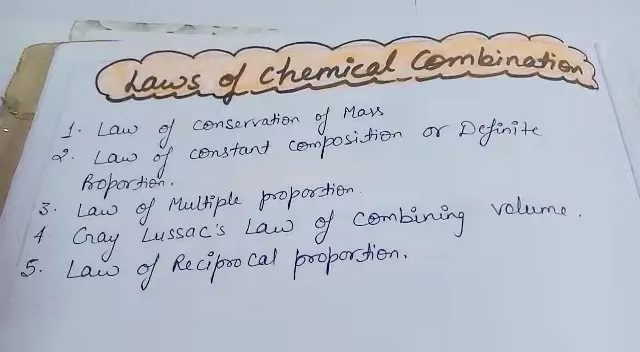 Laws of Chemical Combination
1. Law of conservation of Mass
2. Law of constant composition or Definite
Proportion.
3. Law of Multiple proportion.
4 Gray Lussac's Law of Combining volume.
5. Law of Reciprocal proportion.